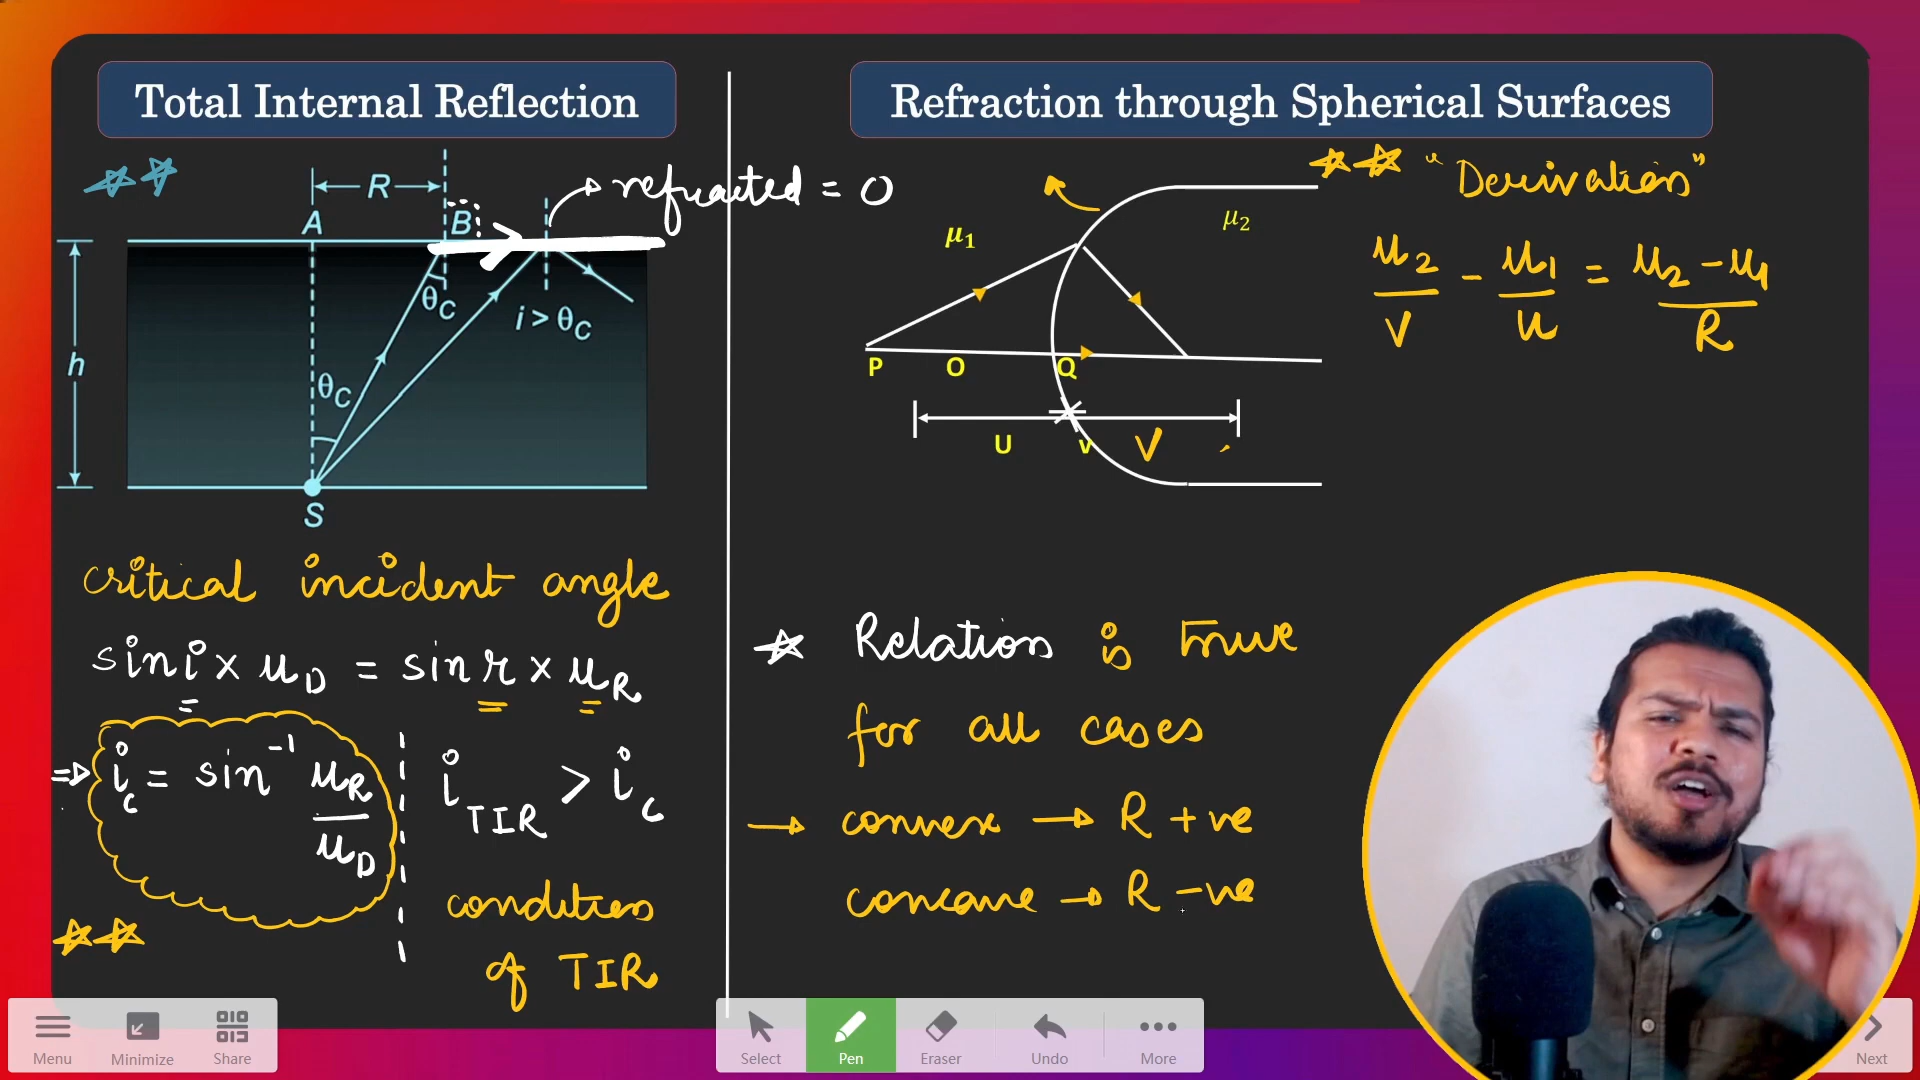 Total Internal Reflection
R
A
B
refracted = 0
θC
i > θC
h
θC
S
critical incident angle
sin i × μD = sin r × μR
⇒ ic = sin⁻¹ μR/μD
iTIR > ic
condition
of TIR
Refraction through Spherical Surfaces
"Derivation"
μ1
μ2
μ2/V - μ1/u = μ2 - μ1/R
P O Q
U v V
Relation is true
for all cases
→ convex → R +ve
concave → R -ve
Menu Minimize Share
Select Pen Eraser Undo More
Next